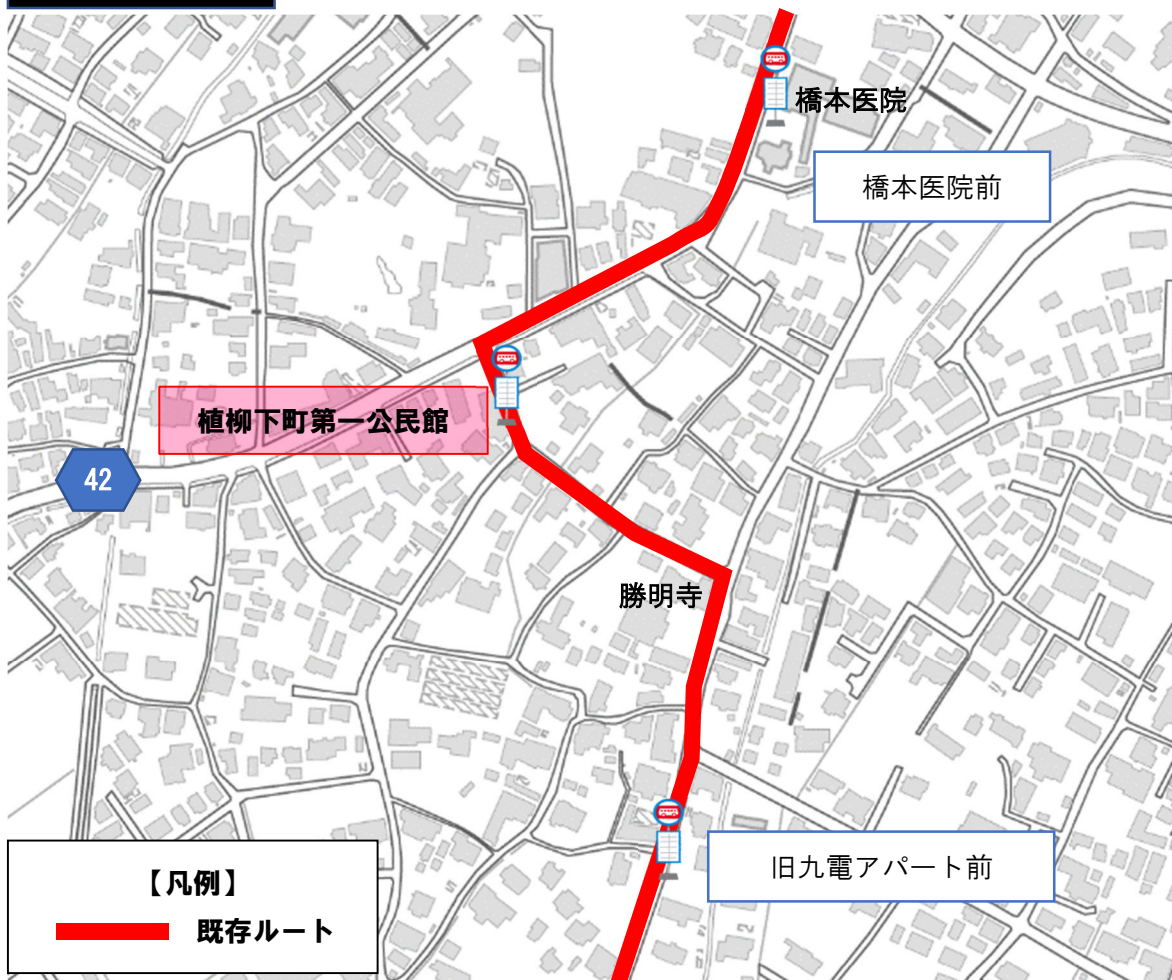 橋本医院
橋本医院前
植柳下町第一公民館
42
勝明寺
旧九電アパート前
【凡例】
既存ルート